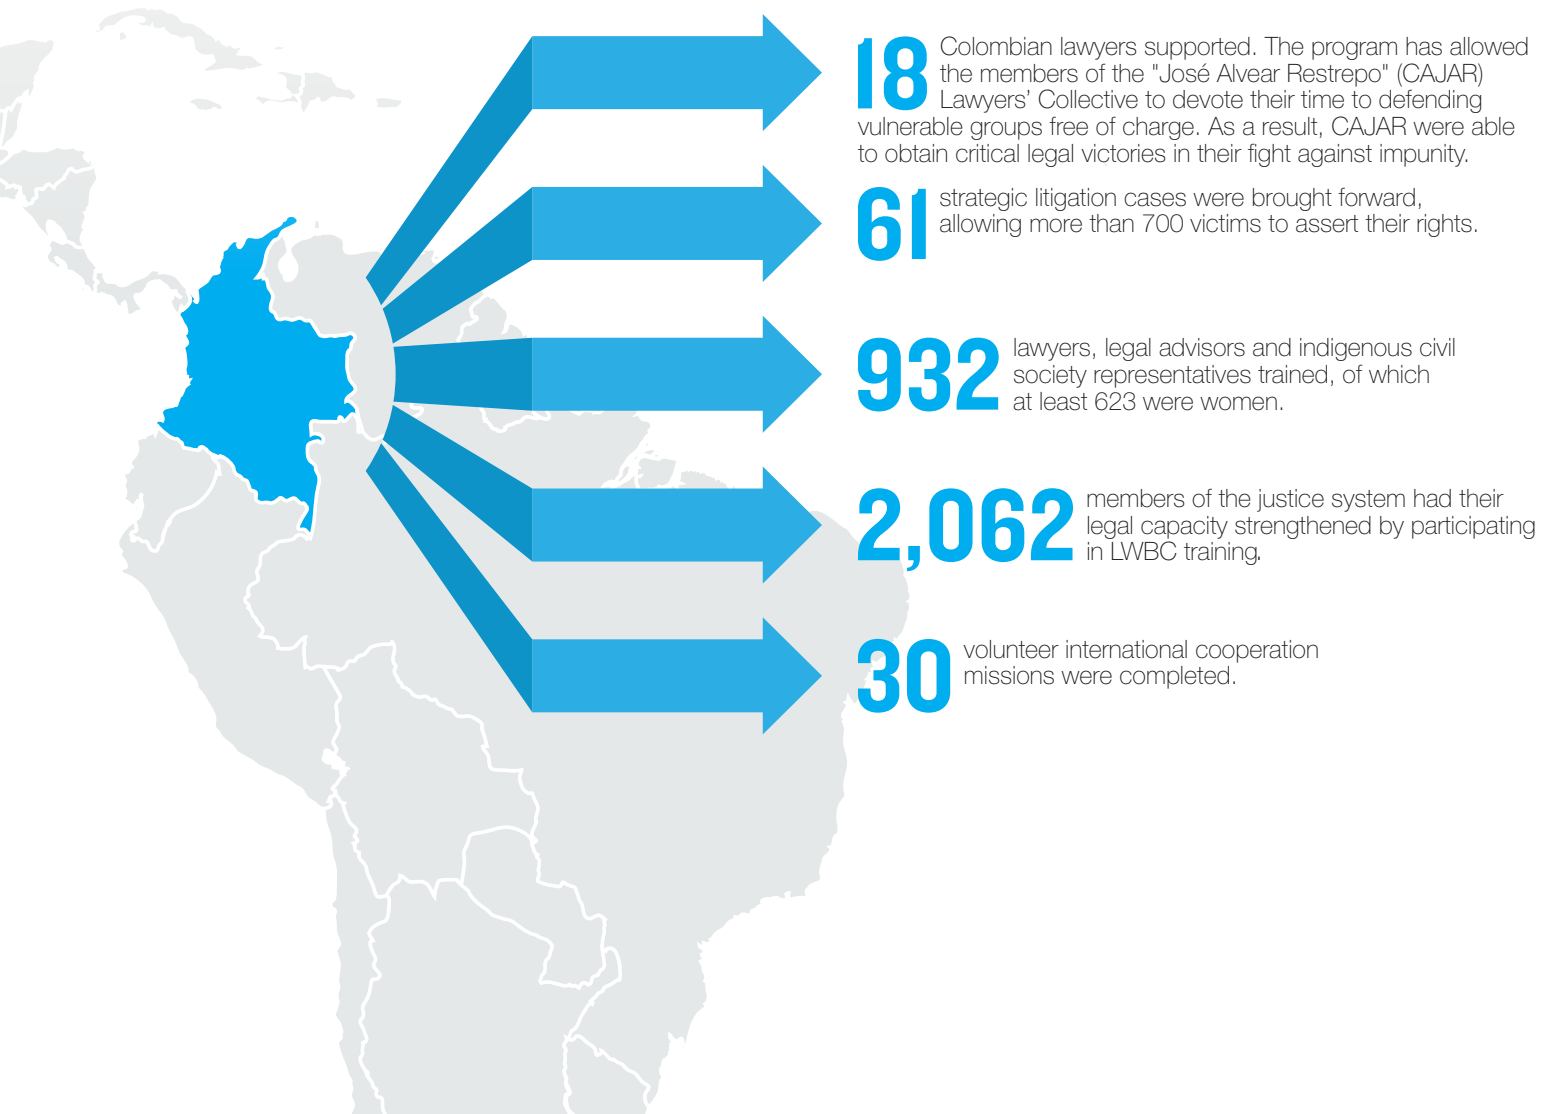 18 Colombian lawyers supported. The program has allowed
the members of the "José Alvear Restrepo" (CAJAR)
Lawyers’ Collective to devote their time to defending
vulnerable groups free of charge. As a result, CAJAR were able
to obtain critical legal victories in their fight against impunity.
61 strategic litigation cases were brought forward,
allowing more than 700 victims to assert their rights.
932 lawyers, legal advisors and indigenous civil
society representatives trained, of which
at least 623 were women.
2,062 members of the justice system had their
legal capacity strengthened by participating
in LWBC training.
30 volunteer international cooperation
missions were completed.